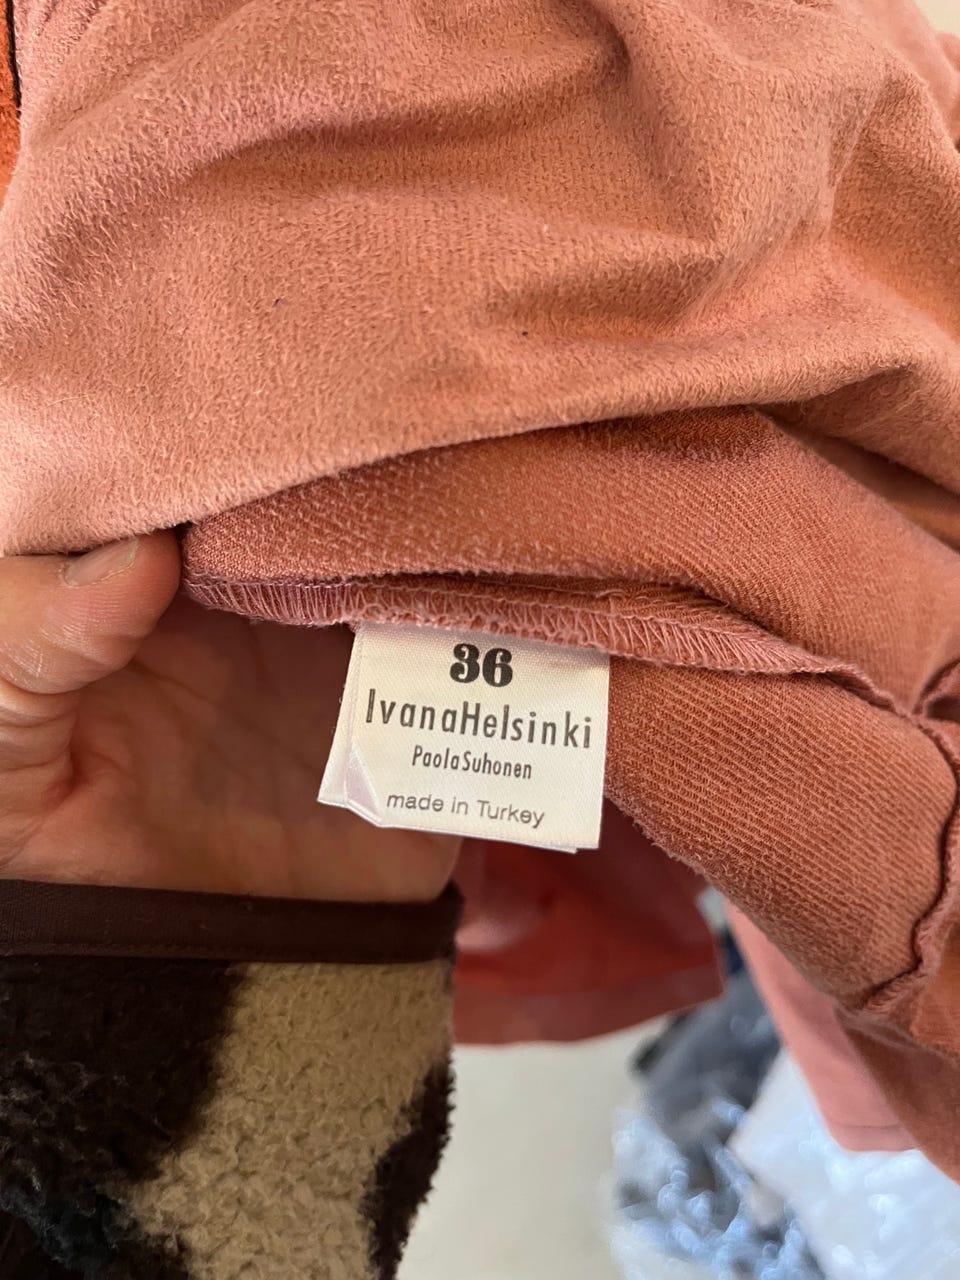 36
IvanaHelsinki
PaolaSuhonen
made in Turkey